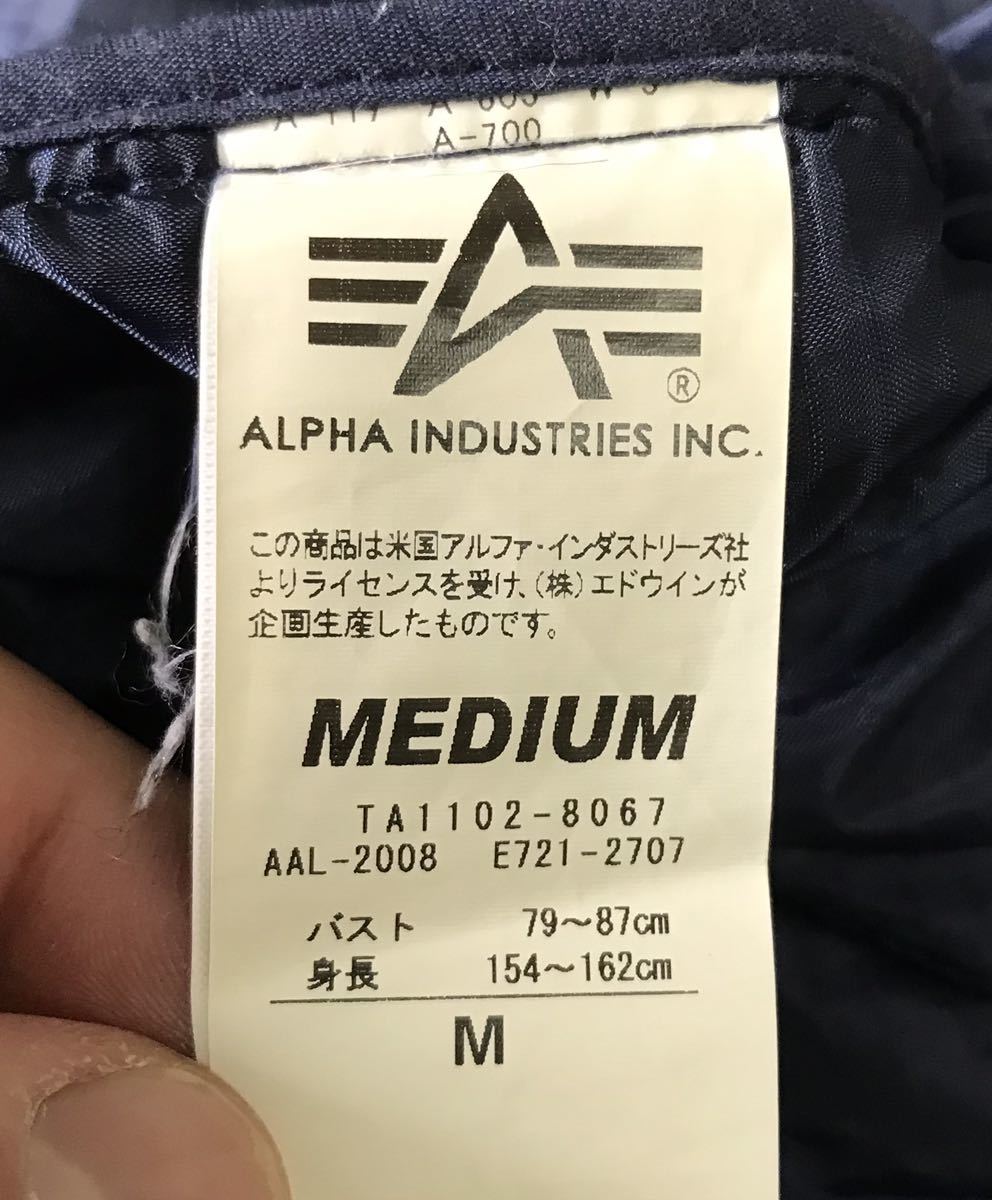 A-700
®
ALPHA INDUSTRIES INC.
この商品は米国アルファ・インダストリーズ社
よりライセンスを受け、(株)エドウインが
企画生産したものです。
MEDIUM
TA1102-8067
AAL-2008 E721-2707
バスト 79～87cm
身長 154～162cm
M